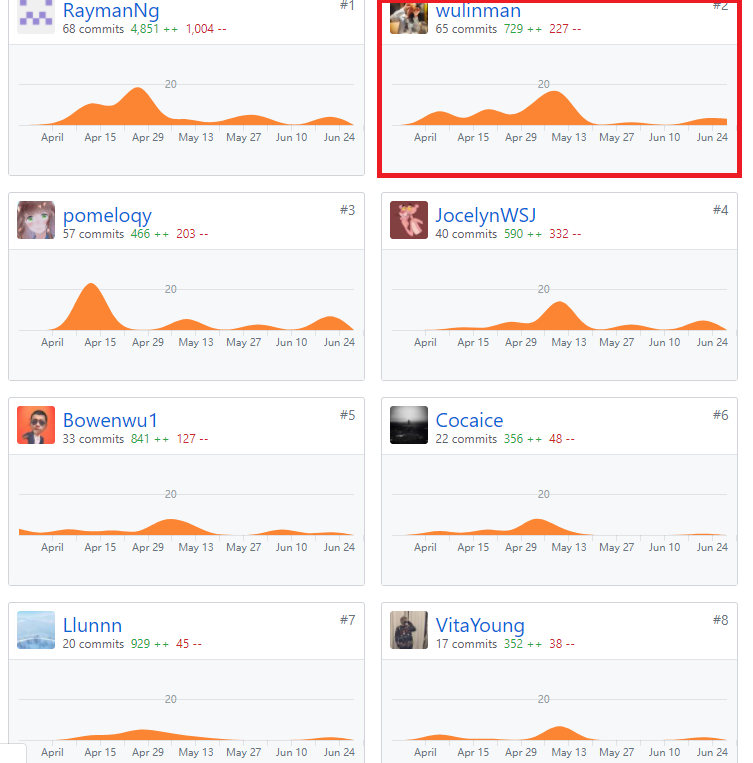 RaymanNg #1
68 commits 4,851 ++ 1,004 --
20
April Apr 15 Apr 29 May 13 May 27 Jun 10 Jun 24
wulinman #2
65 commits 729 ++ 227 --
20
April Apr 15 Apr 29 May 13 May 27 Jun 10 Jun 24
pomeloqy #3
57 commits 466 ++ 203 --
20
April Apr 15 Apr 29 May 13 May 27 Jun 10 Jun 24
JocelynWSJ #4
40 commits 590 ++ 332 --
20
April Apr 15 Apr 29 May 13 May 27 Jun 10 Jun 24
Bowenwu1 #5
33 commits 841 ++ 127 --
20
April Apr 15 Apr 29 May 13 May 27 Jun 10 Jun 24
Cocaice #6
22 commits 356 ++ 48 --
20
April Apr 15 Apr 29 May 13 May 27 Jun 10 Jun 24
Llunnn #7
20 commits 929 ++ 45 --
20
April Apr 15 Apr 29 May 13 May 27 Jun 10 Jun 24
VitaYoung #8
17 commits 352 ++ 38 --
20
April Apr 15 Apr 29 May 13 May 27 Jun 10 Jun 24